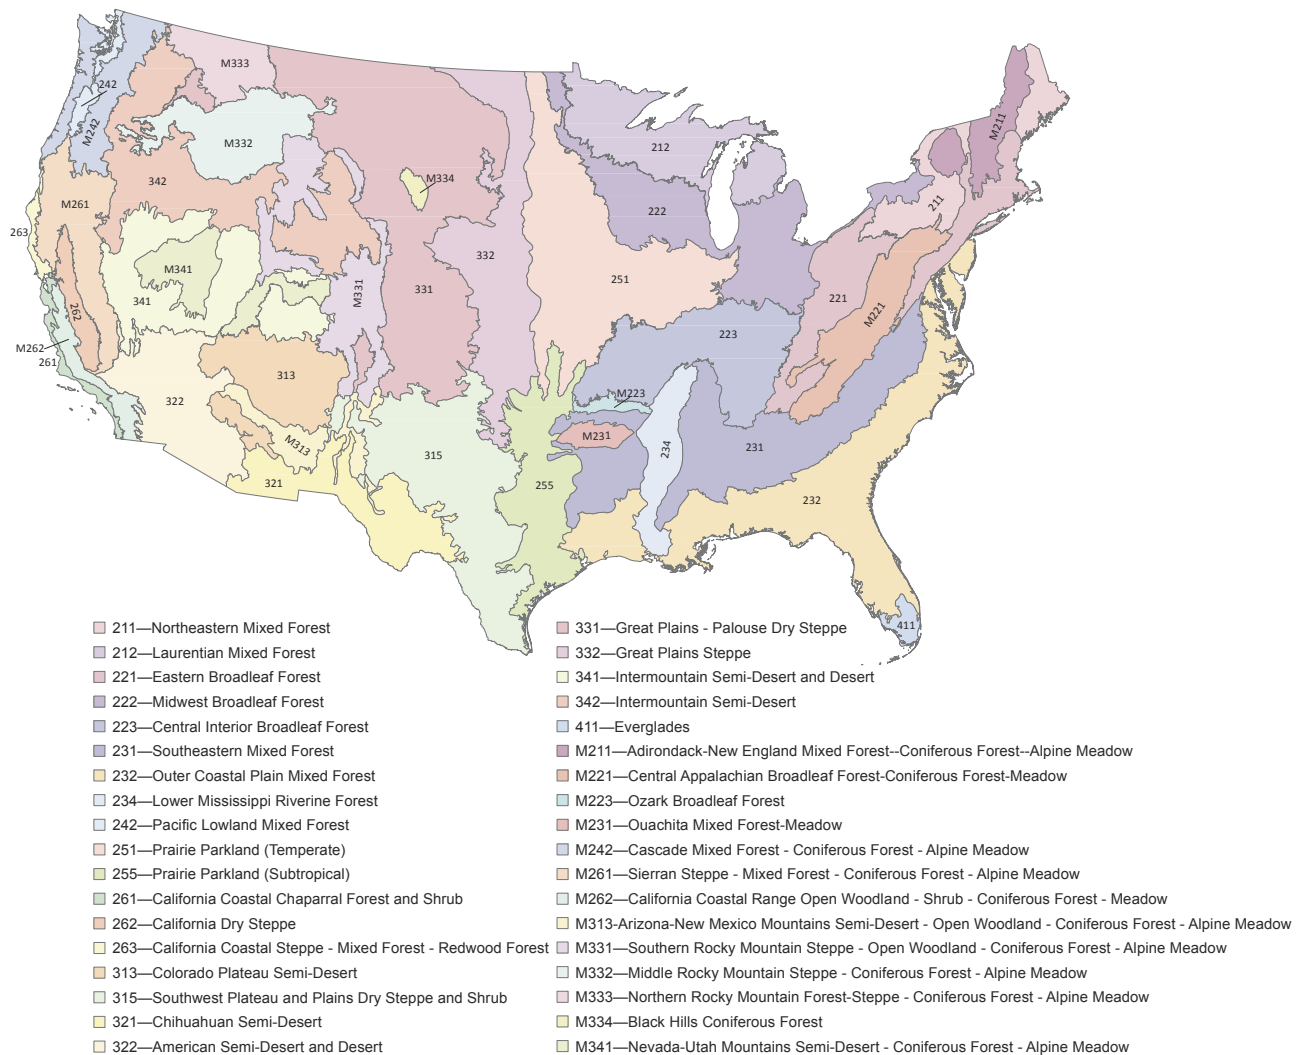 M333
242
M242
M211
212
M332
342
M334
M261
222
211
263
332
M341
251
341
M331
331
221
262
M221
223
M262
261
313
322
M223
M313
M231
231
315
234
321
255
232
411
211—Northeastern Mixed Forest
212—Laurentian Mixed Forest
221—Eastern Broadleaf Forest
222—Midwest Broadleaf Forest
223—Central Interior Broadleaf Forest
231—Southeastern Mixed Forest
232—Outer Coastal Plain Mixed Forest
234—Lower Mississippi Riverine Forest
242—Pacific Lowland Mixed Forest
251—Prairie Parkland (Temperate)
255—Prairie Parkland (Subtropical)
261—California Coastal Chaparral Forest and Shrub
262—California Dry Steppe
263—California Coastal Steppe - Mixed Forest - Redwood Forest
313—Colorado Plateau Semi-Desert
315—Southwest Plateau and Plains Dry Steppe and Shrub
321—Chihuahuan Semi-Desert
322—American Semi-Desert and Desert
331—Great Plains - Palouse Dry Steppe
332—Great Plains Steppe
341—Intermountain Semi-Desert and Desert
342—Intermountain Semi-Desert
411—Everglades
M211—Adirondack-New England Mixed Forest--Coniferous Forest--Alpine Meadow
M221—Central Appalachian Broadleaf Forest-Coniferous Forest-Meadow
M223—Ozark Broadleaf Forest
M231—Ouachita Mixed Forest-Meadow
M242—Cascade Mixed Forest - Coniferous Forest - Alpine Meadow
M261—Sierran Steppe - Mixed Forest - Coniferous Forest - Alpine Meadow
M262—California Coastal Range Open Woodland - Shrub - Coniferous Forest - Meadow
M313-Arizona-New Mexico Mountains Semi-Desert - Open Woodland - Coniferous Forest - Alpine Meadow
M331—Southern Rocky Mountain Steppe - Open Woodland - Coniferous Forest - Alpine Meadow
M332—Middle Rocky Mountain Steppe - Coniferous Forest - Alpine Meadow
M333—Northern Rocky Mountain Forest-Steppe - Coniferous Forest - Alpine Meadow
M334—Black Hills Coniferous Forest
M341—Nevada-Utah Mountains Semi-Desert - Coniferous Forest - Alpine Meadow